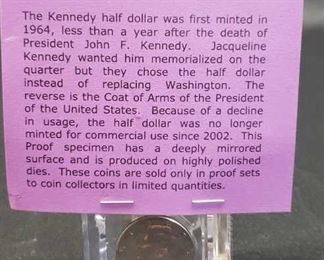 The Kennedy half dollar was first minted in
1964, less than a year after the death of
President John F. Kennedy. Jacqueline
Kennedy wanted him memorialized on the
quarter but they chose the half dollar
instead of replacing Washington. The
reverse is the Coat of Arms of the President
of the United States. Because of a decline
in usage, the half dollar was no longer
minted for commercial use since 2002. This
Proof specimen has a deeply mirrored
surface and is produced on highly polished
dies. These coins are sold only in proof sets
to coin collectors in limited quantities.